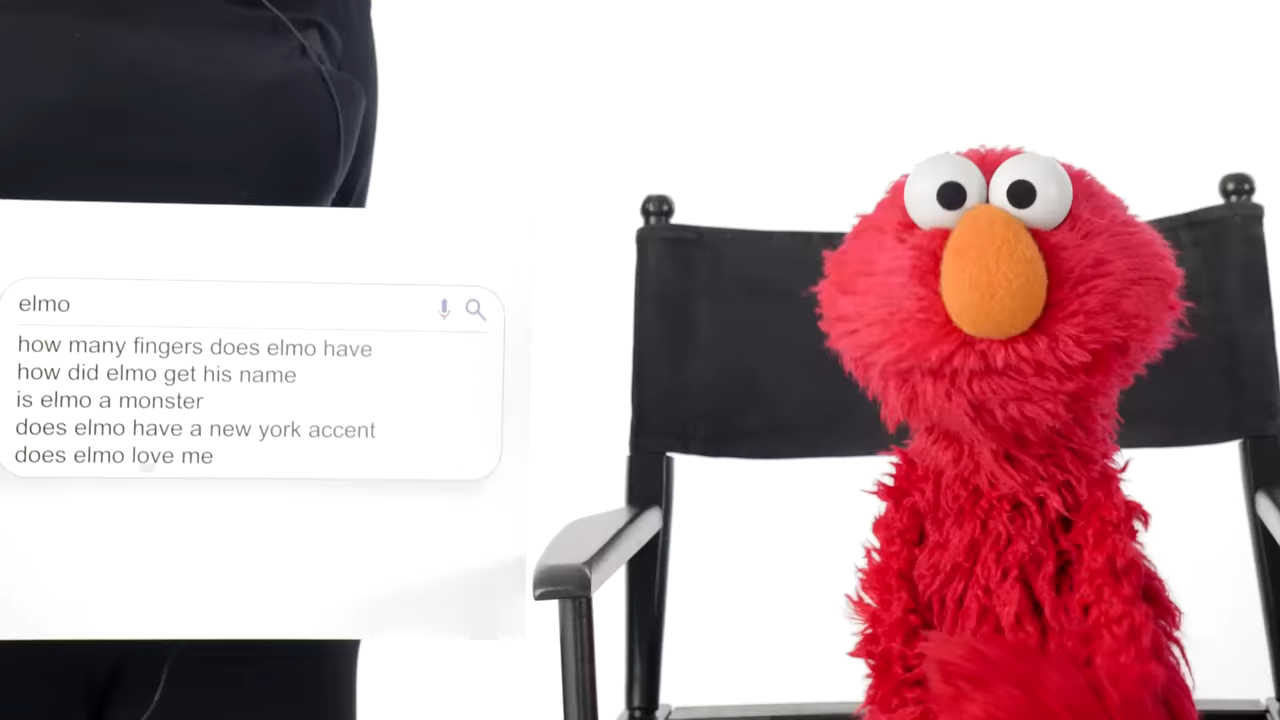 elmo
how many fingers does elmo have
how did elmo get his name
is elmo a monster
does elmo have a new york accent
does elmo love me